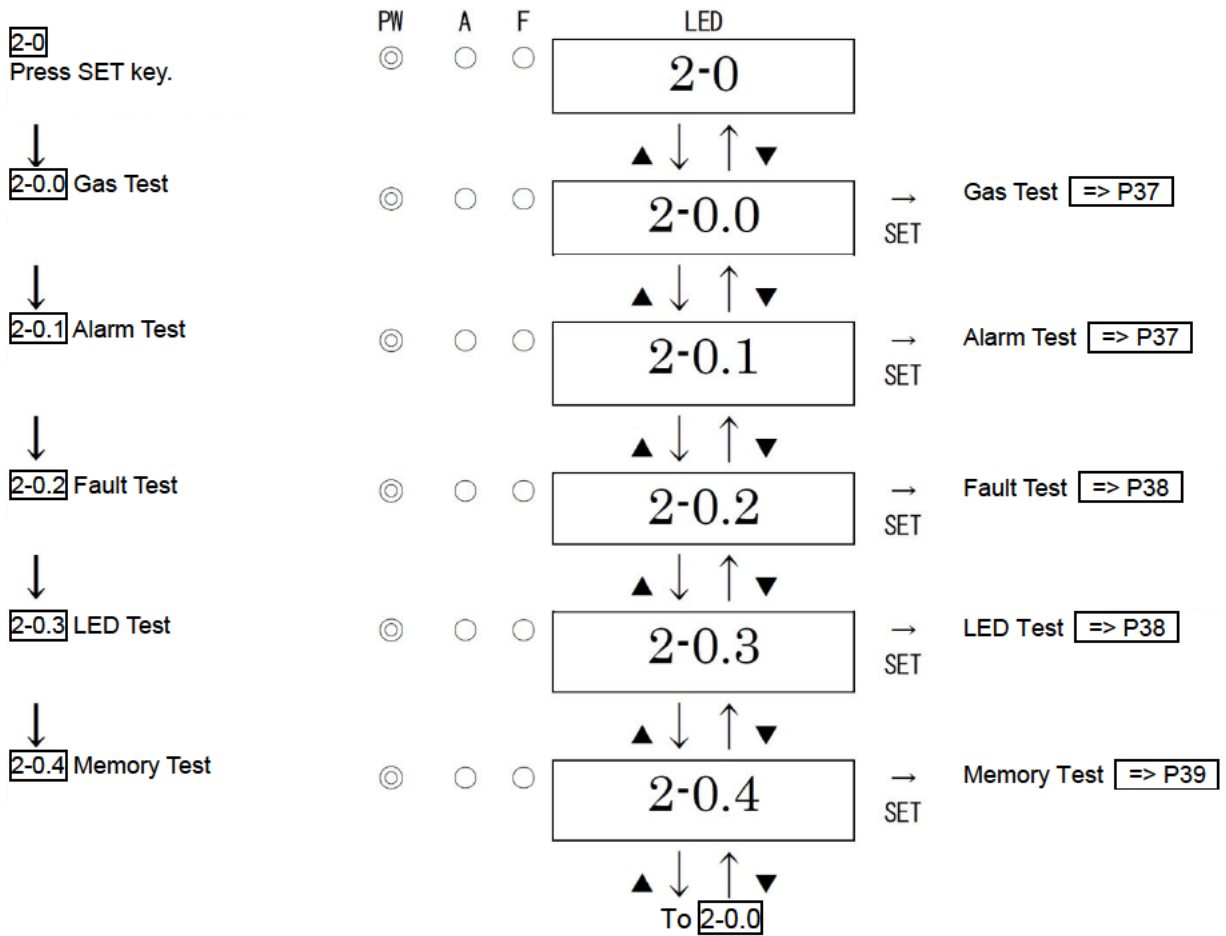 PW A F LED
2-0
Press SET key.
2-0
▲ ↓ ↑ ▼
2-0.0 Gas Test
2-0.0
→ SET
Gas Test => P37
▲ ↓ ↑ ▼
2-0.1 Alarm Test
2-0.1
→ SET
Alarm Test => P37
▲ ↓ ↑ ▼
2-0.2 Fault Test
2-0.2
→ SET
Fault Test => P38
▲ ↓ ↑ ▼
2-0.3 LED Test
2-0.3
→ SET
LED Test => P38
▲ ↓ ↑ ▼
2-0.4 Memory Test
2-0.4
→ SET
Memory Test => P39
▲ ↓ ↑ ▼
To 2-0.0